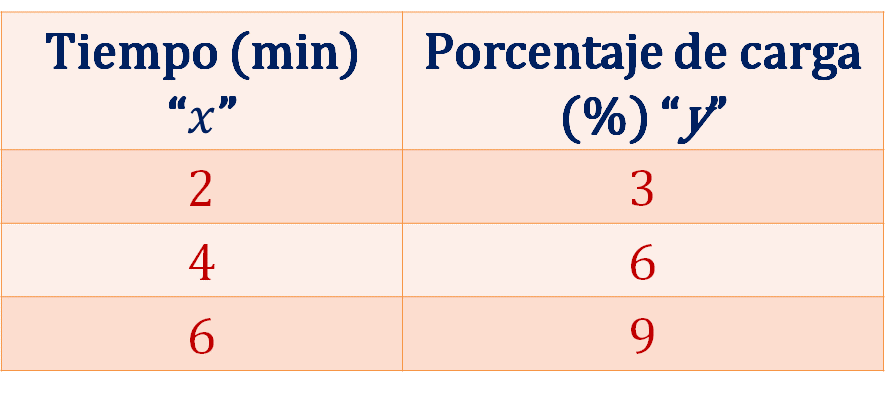 Tiempo (min) Porcentaje de carga
“x” (%) “y”
2 3
4 6
6 9